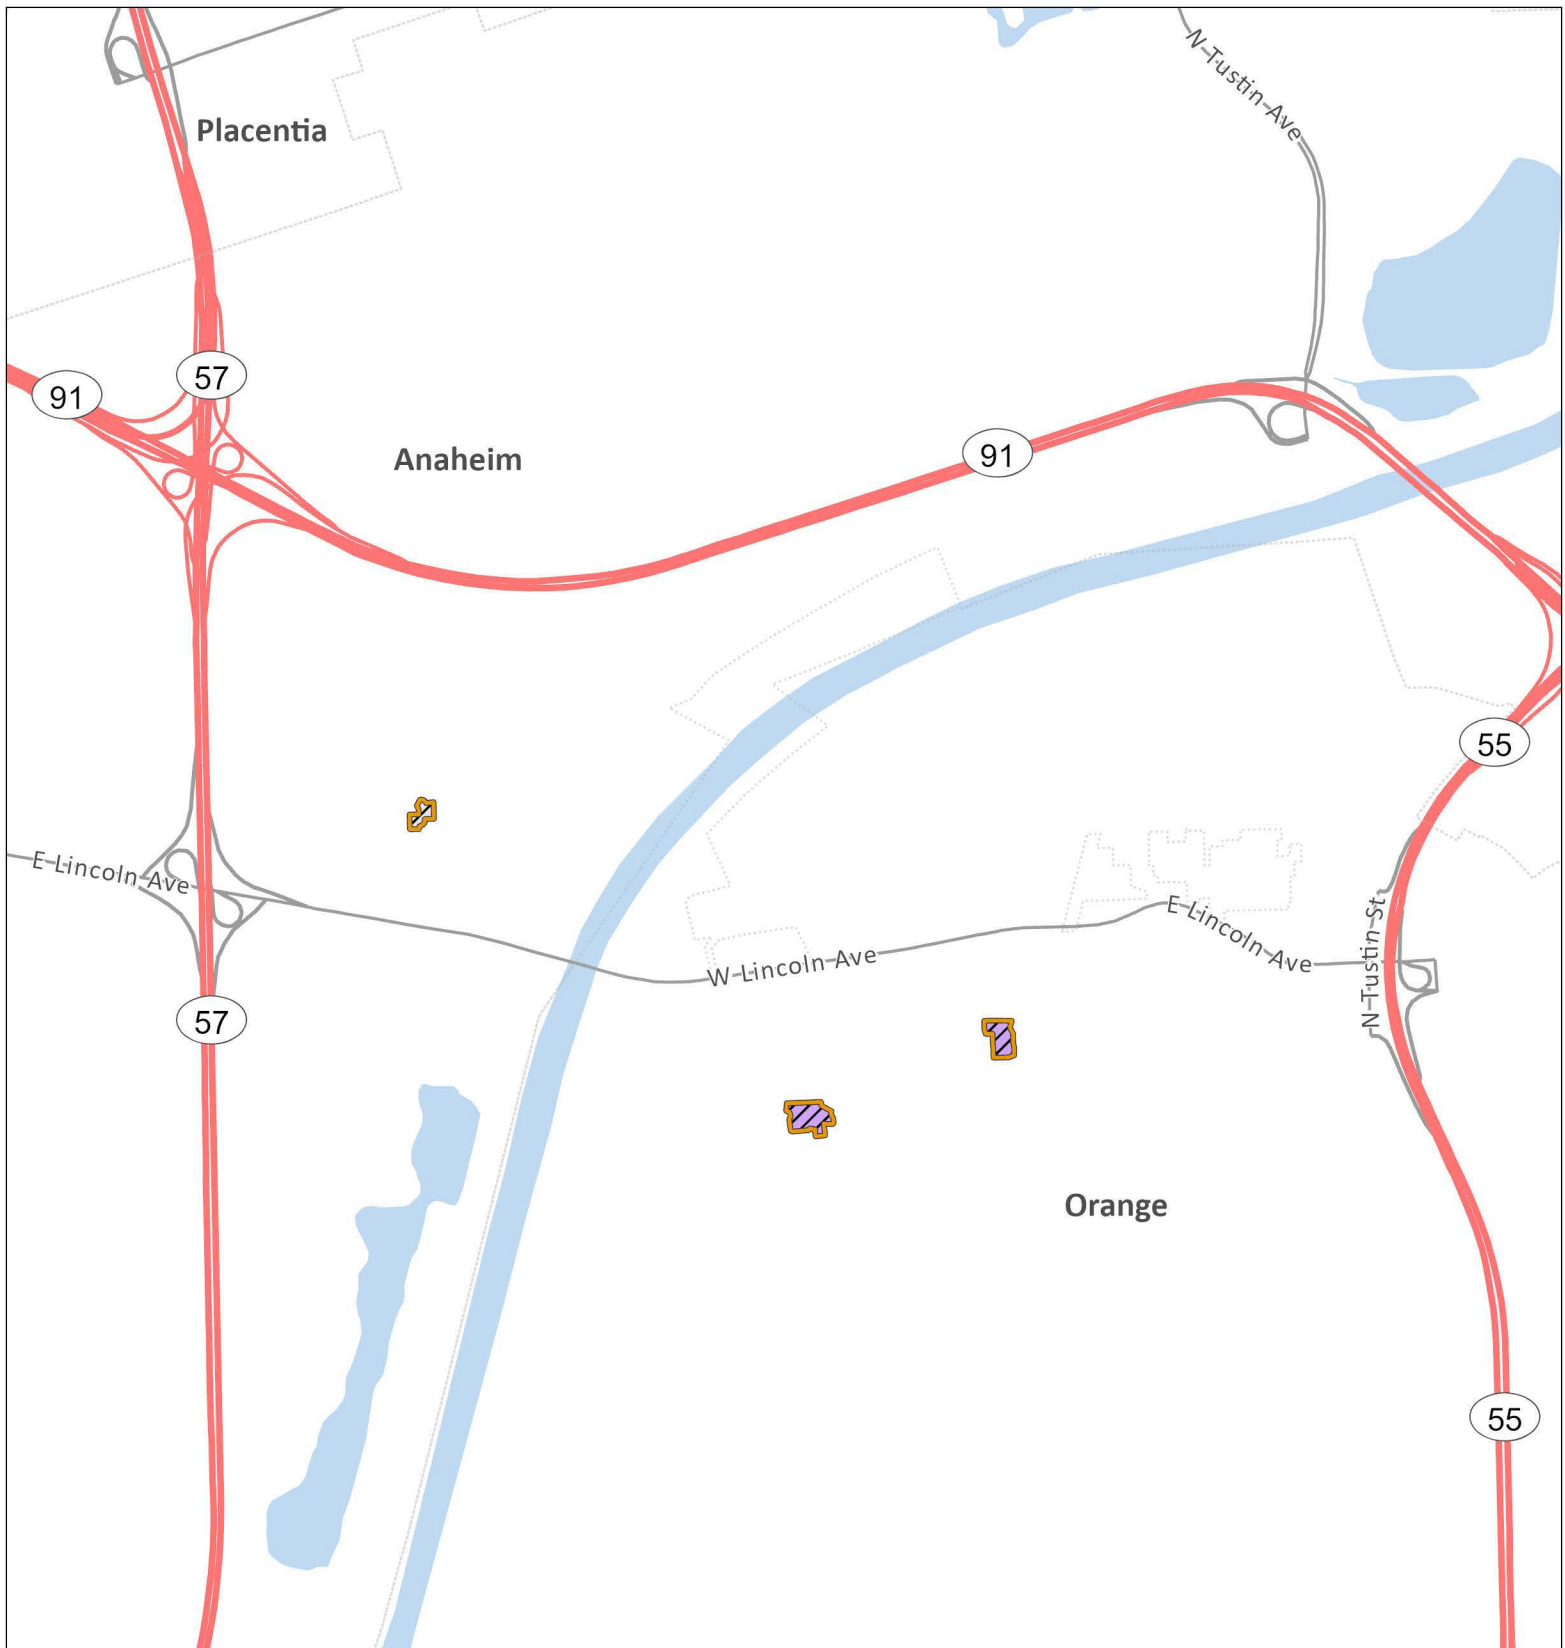 N Tustin Ave
Placentia
57
91
Anaheim
91
55
E Lincoln Ave
E Lincoln Ave
N Tustin St
W Lincoln Ave
57
Orange
55